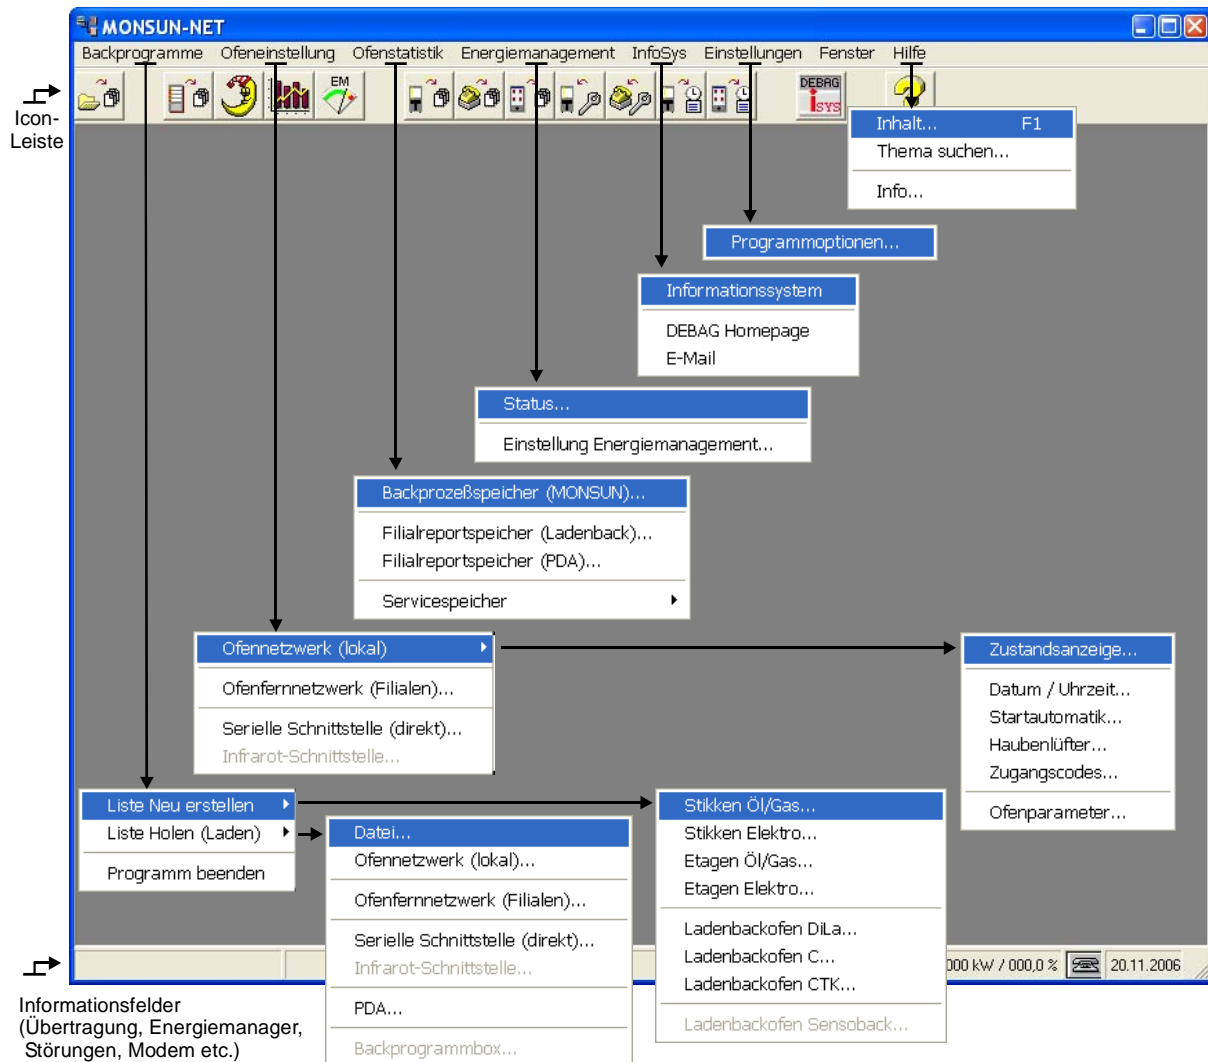 MONSUN-NET
Backprogramme Ofeneinstellung Ofenstatistik Energiemanagement InfoSys Einstellungen Fenster Hilfe
EM
DEBAG
iSYS
Icon-
Leiste
Inhalt... F1
Thema suchen...
Info...
Programmoptionen...
Informationssystem
DEBAG Homepage
E-Mail
Status...
Einstellung Energiemanagement...
Backprozeßspeicher (MONSUN)...
Filialreportspeicher (Ladenback)...
Filialreportspeicher (PDA)...
Servicespeicher
Ofennetzwerk (lokal)
Ofenfernnetzwerk (Filialen)...
Serielle Schnittstelle (direkt)...
Infrarot-Schnittstelle...
Zustandsanzeige...
Datum / Uhrzeit...
Startautomatik...
Haubenlüfter...
Zugangscodes...
Ofenparameter...
Liste Neu erstellen
Liste Holen (Laden)
Programm beenden
Datei...
Ofennetzwerk (lokal)...
Ofenfernnetzwerk (Filialen)...
Serielle Schnittstelle (direkt)...
Infrarot-Schnittstelle...
PDA...
Backprogrammbox...
Stikken Öl/Gas...
Stikken Elektro...
Etagen Öl/Gas...
Etagen Elektro...
Ladenbackofen DiLa...
Ladenbackofen C...
Ladenbackofen CTK...
Ladenbackofen Sensoback...
000 kW / 000,0 % 20.11.2006
Informationsfelder
(Übertragung, Energiemanager,
Störungen, Modem etc.)